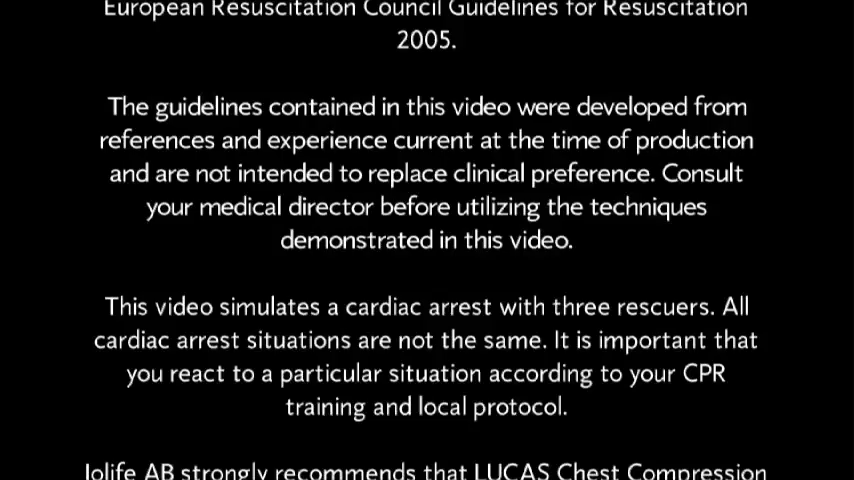 European Resuscitation Council Guidelines for Resuscitation
2005.
The guidelines contained in this video were developed from
references and experience current at the time of production
and are not intended to replace clinical preference. Consult
your medical director before utilizing the techniques
demonstrated in this video.
This video simulates a cardiac arrest with three rescuers. All
cardiac arrest situations are not the same. It is important that
you react to a particular situation according to your CPR
training and local protocol.
Jolife AB strongly recommends that LUCAS Chest Compression